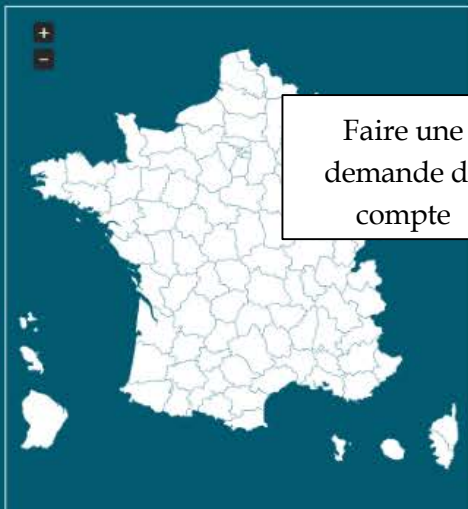 +
−
Faire une
demande d
compte